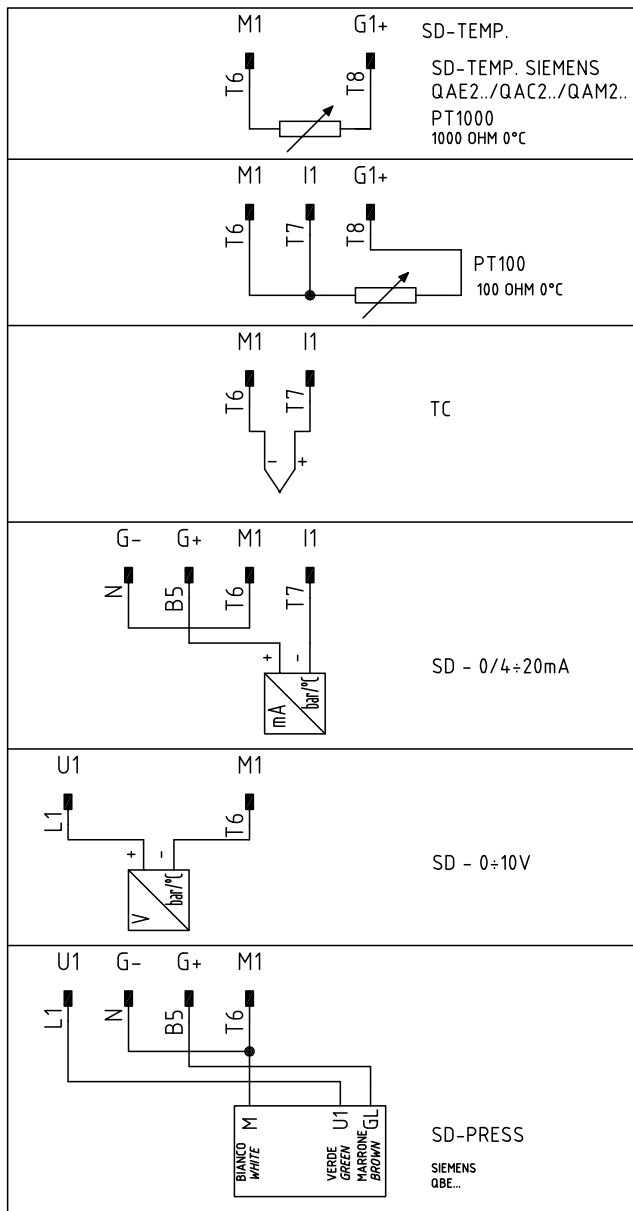 M1 G1+ SD-TEMP.
T6 T8
SD-TEMP. SIEMENS
QAE2../QAC2../QAM2..
PT1000
1000 OHM 0°C
M1 I1 G1+
T6 T7 T8
PT100
100 OHM 0°C
M1 I1
T6 T7
TC
- +
G- G+ M1 I1
N B5 T6 T7
+ -
mA bar/°C
SD - 0/4÷20mA
U1 M1
L1 T6
+ -
V bar/°C
SD - 0÷10V
U1 G- G+ M1
L1 N B5 T6
M U1 GL
BIANCO VERDE MARRONE
WHITE GREEN BROWN
SD-PRESS
SIEMENS
QBE...